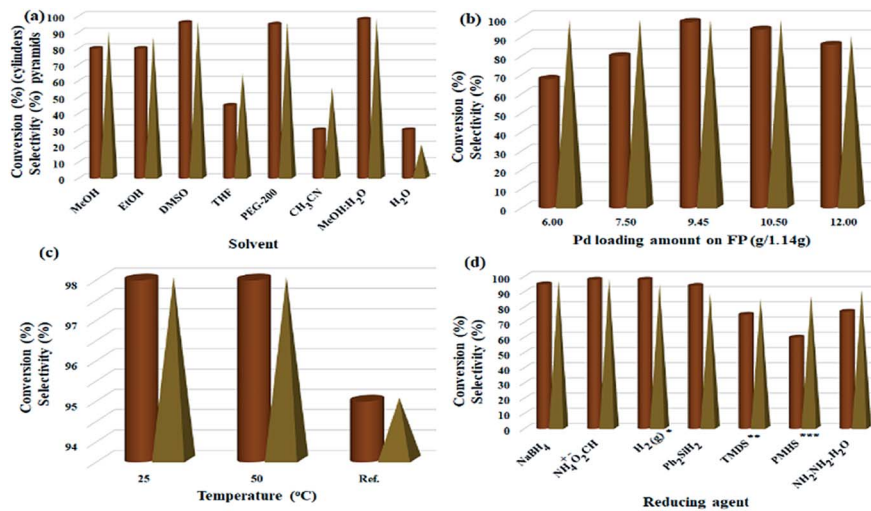 (a)
Conversion (%) (cylinders)
Selectivity (%) pyramids
100
90
80
70
60
50
40
30
20
10
0
MeOH
EtOH
DMSO
THF
PEG-200
CH3CN
MeOH:H2O
H2O
Solvent
(b)
Conversion (%)
Selectivity (%)
100
90
80
70
60
50
40
30
20
10
0
6.00 7.50 9.45 10.50 12.00
Pd loading amount on FP (g/1.14g)
(c)
Conversion (%)
Selectivity (%)
98
97
96
95
94
25 50 Ref.
Temperature (oC)
(d)
Conversion (%)
Selectivity (%)
100
90
80
70
60
50
40
30
20
10
0
NaBH4
+ -
NH4O2CH
H2(g) *
Ph2SiH2
TMDS **
PMHS ***
NH2NH2.H2O
Reducing agent